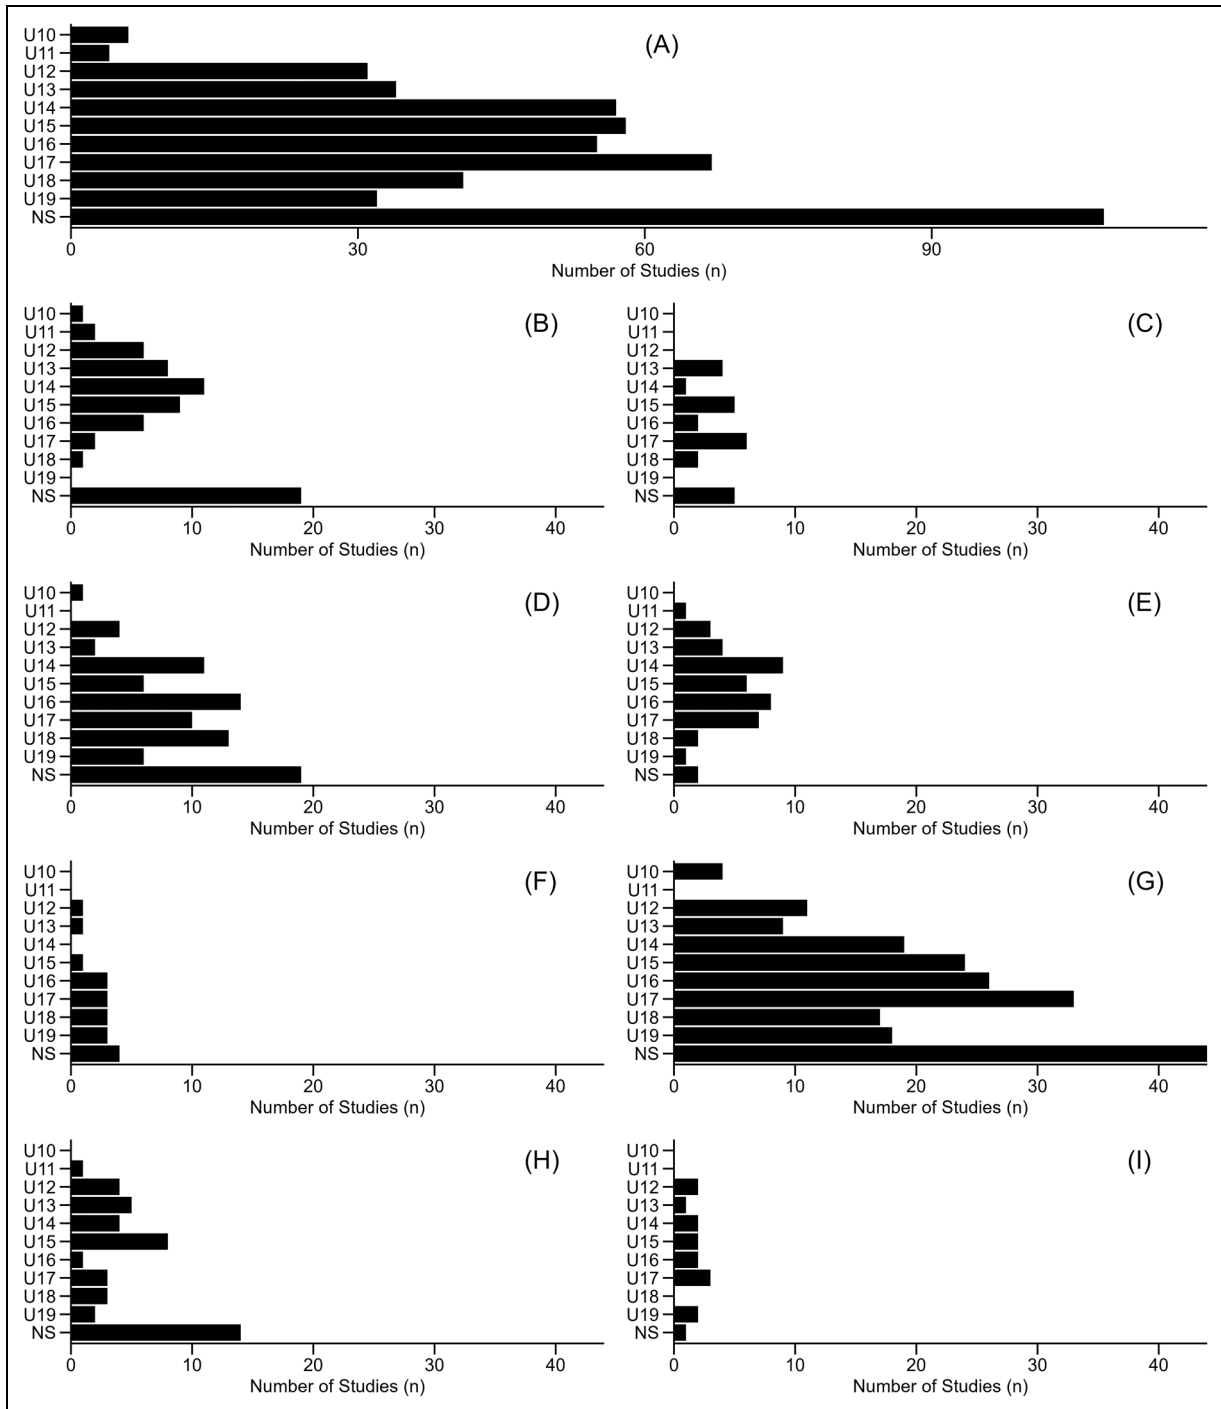 (A)
U10
U11
U12
U13
U14
U15
U16
U17
U18
U19
NS
0 30 60 90
Number of Studies (n)
(B)
U10
U11
U12
U13
U14
U15
U16
U17
U18
U19
NS
0 10 20 30 40
Number of Studies (n)
(C)
U10
U11
U12
U13
U14
U15
U16
U17
U18
U19
NS
0 10 20 30 40
Number of Studies (n)
(D)
U10
U11
U12
U13
U14
U15
U16
U17
U18
U19
NS
0 10 20 30 40
Number of Studies (n)
(E)
U10
U11
U12
U13
U14
U15
U16
U17
U18
U19
NS
0 10 20 30 40
Number of Studies (n)
(F)
U10
U11
U12
U13
U14
U15
U16
U17
U18
U19
NS
0 10 20 30 40
Number of Studies (n)
(G)
U10
U11
U12
U13
U14
U15
U16
U17
U18
U19
NS
0 10 20 30 40
Number of Studies (n)
(H)
U10
U11
U12
U13
U14
U15
U16
U17
U18
U19
NS
0 10 20 30 40
Number of Studies (n)
(I)
U10
U11
U12
U13
U14
U15
U16
U17
U18
U19
NS
0 10 20 30 40
Number of Studies (n)